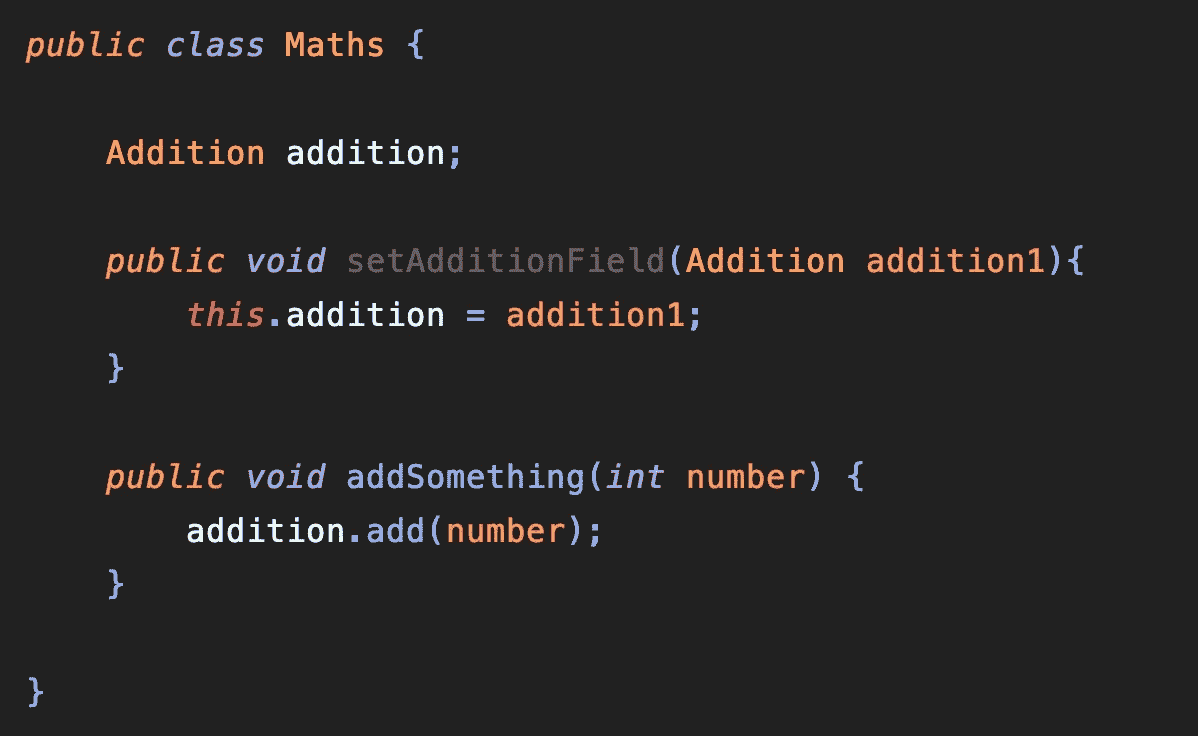 public class Maths {
Addition addition;
public void setAdditionField(Addition addition1){
this.addition = addition1;
}
public void addSomething(int number) {
addition.add(number);
}
}